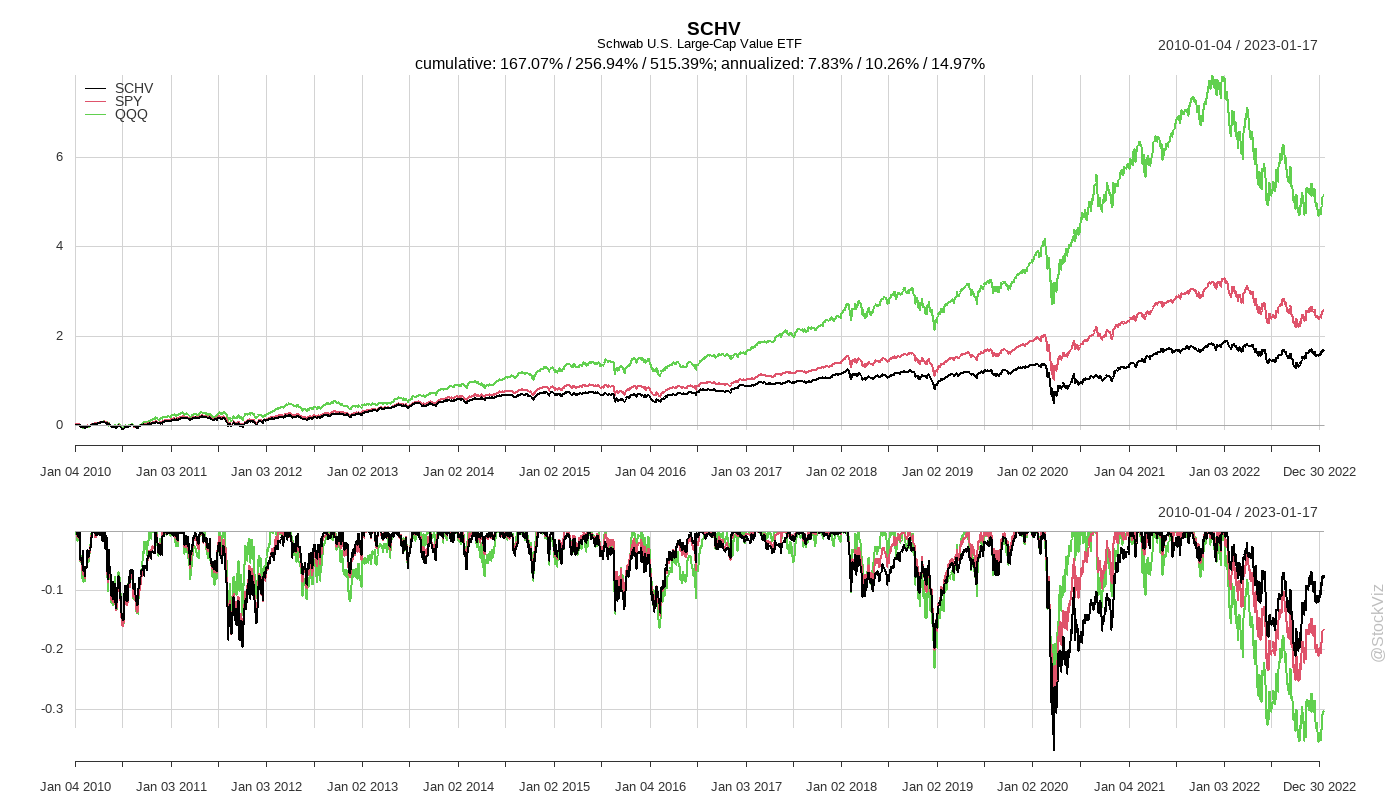 SCHV
Schwab U.S. Large-Cap Value ETF
2010-01-04 / 2023-01-17
cumulative: 167.07% / 256.94% / 515.39%; annualized: 7.83% / 10.26% / 14.97%
SCHV
SPY
QQQ
6
4
2
0
Jan 04 2010 Jan 03 2011 Jan 03 2012 Jan 02 2013 Jan 02 2014 Jan 02 2015 Jan 04 2016 Jan 03 2017 Jan 02 2018 Jan 02 2019 Jan 02 2020 Jan 04 2021 Jan 03 2022 Dec 30 2022
2010-01-04 / 2023-01-17
-0.1
-0.2
-0.3
Jan 04 2010 Jan 03 2011 Jan 03 2012 Jan 02 2013 Jan 02 2014 Jan 02 2015 Jan 04 2016 Jan 03 2017 Jan 02 2018 Jan 02 2019 Jan 02 2020 Jan 04 2021 Jan 03 2022 Dec 30 2022
@StockViz